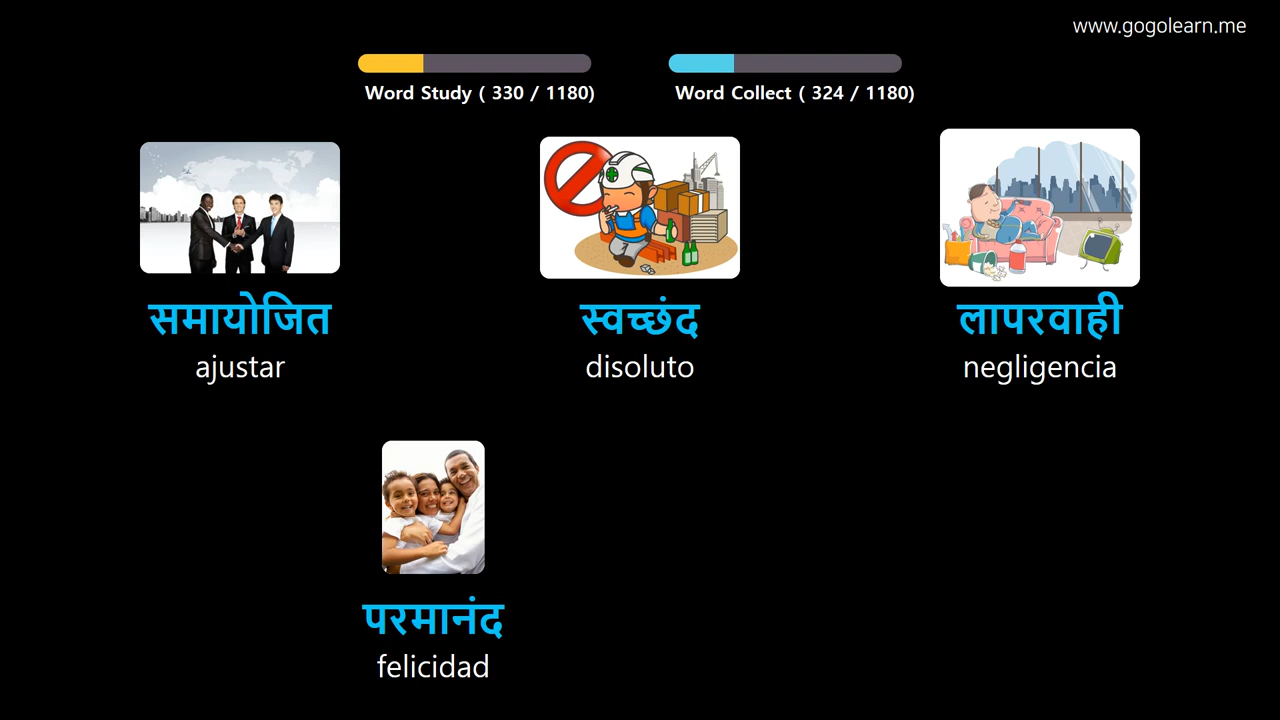 www.gogolearn.me
Word Study ( 330 / 1180)
Word Collect ( 324 / 1180)
समायोजित
ajustar
स्वच्छंद
disoluto
लापरवाही
negligencia
परमानंद
felicidad